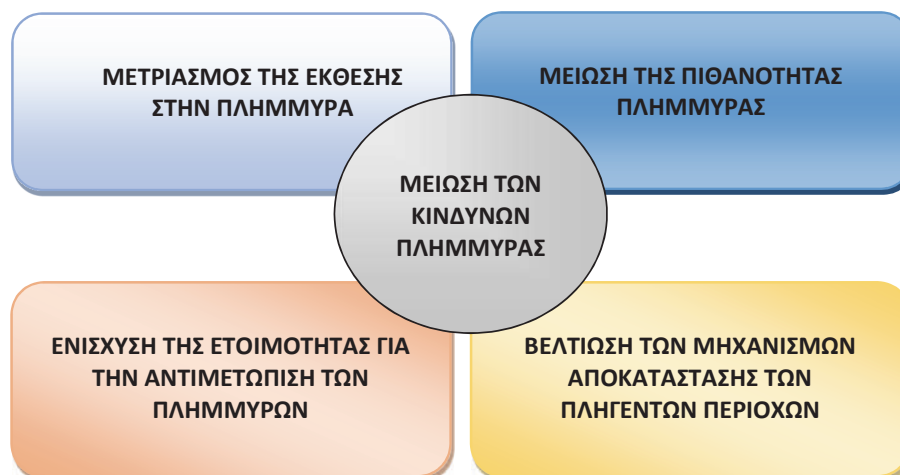 ΜΕΤΡΙΑΣΜΟΣ ΤΗΣ ΕΚΘΕΣΗΣ
ΣΤΗΝ ΠΛΗΜΜΥΡΑ
ΜΕΙΩΣΗ ΤΗΣ ΠΙΘΑΝΟΤΗΤΑΣ
ΠΛΗΜΜΥΡΑΣ
ΜΕΙΩΣΗ ΤΩΝ
ΚΙΝΔΥΝΩΝ
ΠΛΗΜΜΥΡΑΣ
ΕΝΙΣΧΥΣΗ ΤΗΣ ΕΤΟΙΜΟΤΗΤΑΣ ΓΙΑ
ΤΗΝ ΑΝΤΙΜΕΤΩΠΙΣΗ ΤΩΝ
ΠΛΗΜΜΥΡΩΝ
ΒΕΛΤΙΩΣΗ ΤΩΝ ΜΗΧΑΝΙΣΜΩΝ
ΑΠΟΚΑΤΑΣΤΑΣΗΣ ΤΩΝ
ΠΛΗΓΕΝΤΩΝ ΠΕΡΙΟΧΩΝ